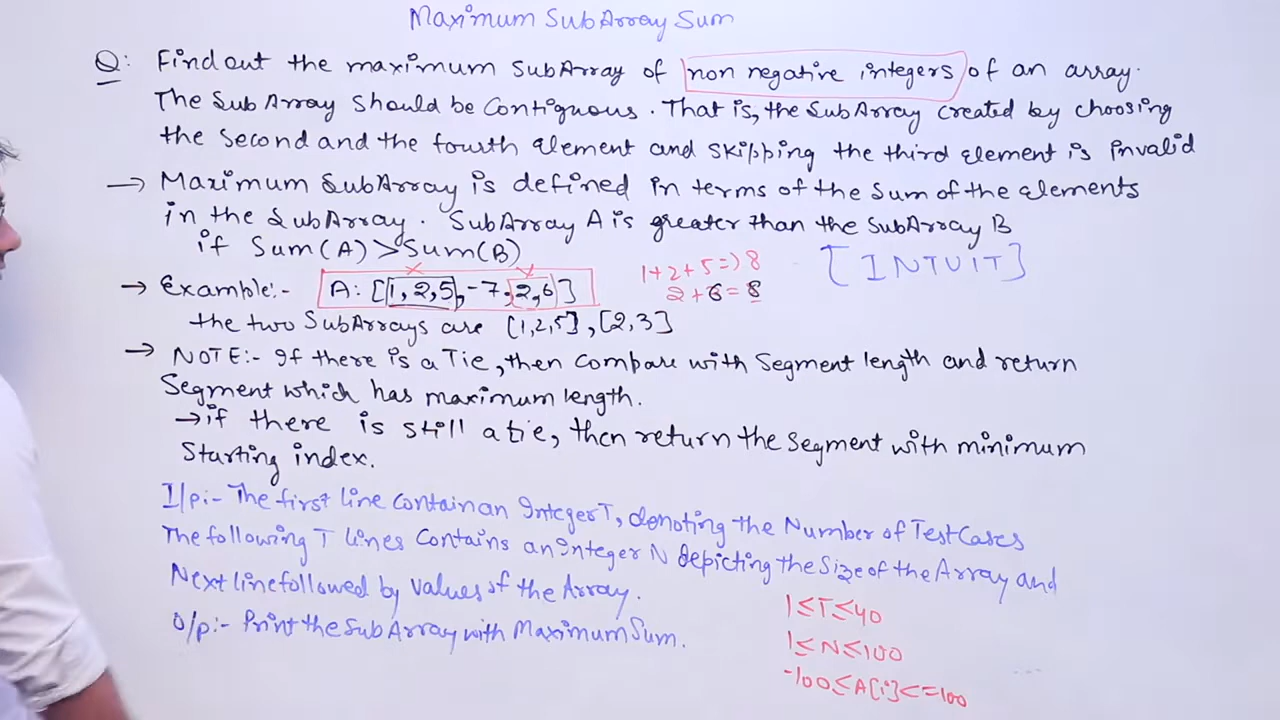 Maximum SubArray Sum
Q: Find out the maximum SubArray of non negative integers of an array.
The SubArray should be Contiguous. That is, the SubArray created by choosing
the second and the fourth element and skipping the third element is invalid
→ Maximum SubArray is defined in terms of the sum of the elements
in the SubArray. SubArray A is greater than the SubArray B
if Sum(A) > Sum(B)
[INTUIT]
1+2+5=>8
2+6=8
→ Example:- A: [1, 2, 5, -7, 2, 6]
the two SubArrays are [1,2,5], [2,3]
→ NOTE:- If there is a Tie, then compare with Segment length and return
Segment which has maximum length.
→ if there is still a tie, then return the segment with minimum
Starting index.
I/p:- The first line contain an Integer T, denoting the Number of TestCases
The following T lines Contains an Integer N depicting the Size of the Array and
Next line followed by values of the Array.
O/p:- Print the SubArray with Maximum Sum.
1≤T≤40
1≤N≤100
-100≤A[i]<=100